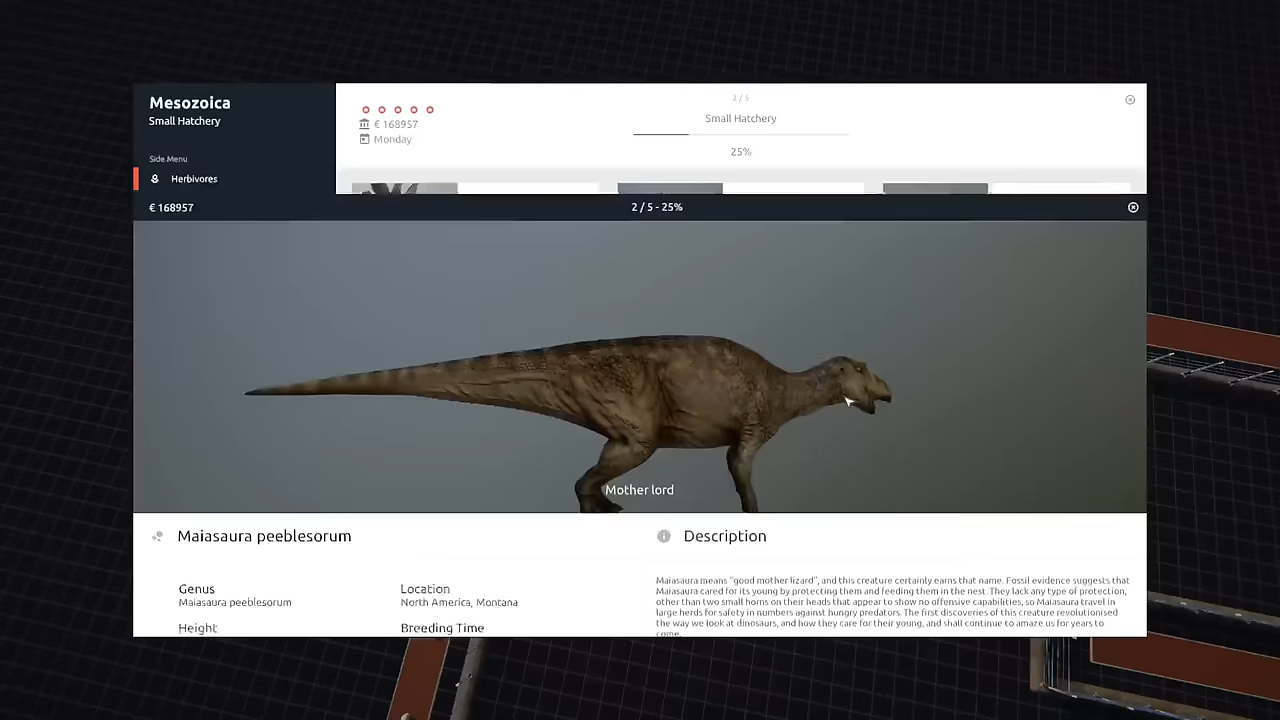 Mesozoica
Small Hatchery
Side Menu
Herbivores
€ 168957
Monday
2 / 5
Small Hatchery
25%
€ 168957
2 / 5 - 25%
Mother lord
Maiasaura peeblesorum
Genus
Maiasaura peeblesorum
Location
North America, Montana
Height
Breeding Time
Description
Maiasaura means "good mother lizard", and this creature certainly earns that name. Fossil evidence suggests that
Maiasaura cared for its young by protecting them and feeding them in the nest. They lack any type of protection,
other than two small horns on their heads that appear to show no offensive capabilities, so Maiasaura travel in
large herds for safety in numbers against hungry predators. The first discoveries of this creature revolutionised
the way we look at dinosaurs, and how they care for their young, and shall continue to amaze us for years to
come.